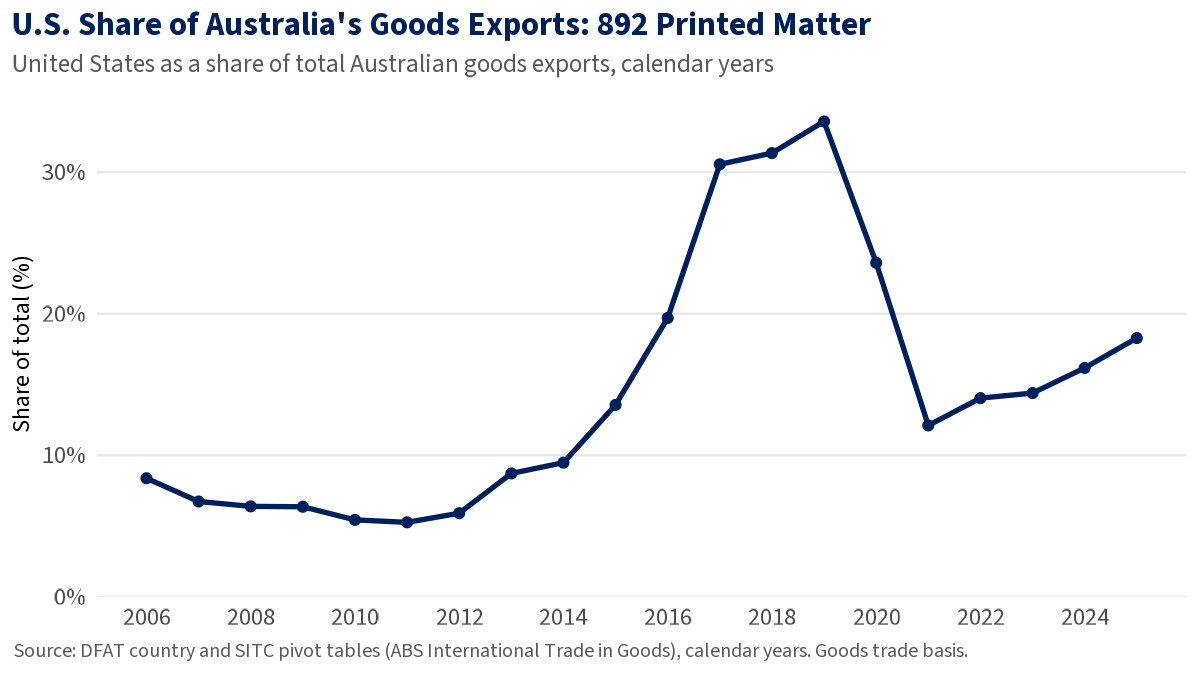 U.S. Share of Australia's Goods Exports: 892 Printed Matter
United States as a share of total Australian goods exports, calendar years
Share of total (%)
30%
20%
10%
0%
2006 2008 2010 2012 2014 2016 2018 2020 2022 2024
Source: DFAT country and SITC pivot tables (ABS International Trade in Goods), calendar years. Goods trade basis.